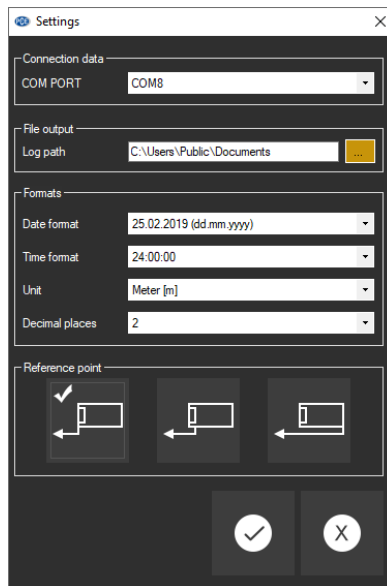 Settings
Connection data
COM PORT COM8
File output
Log path C:\Users\Public\Documents ...
Formats
Date format 25.02.2019 (dd.mm.yyyy)
Time format 24:00:00
Unit Meter [m]
Decimal places 2
Reference point
X